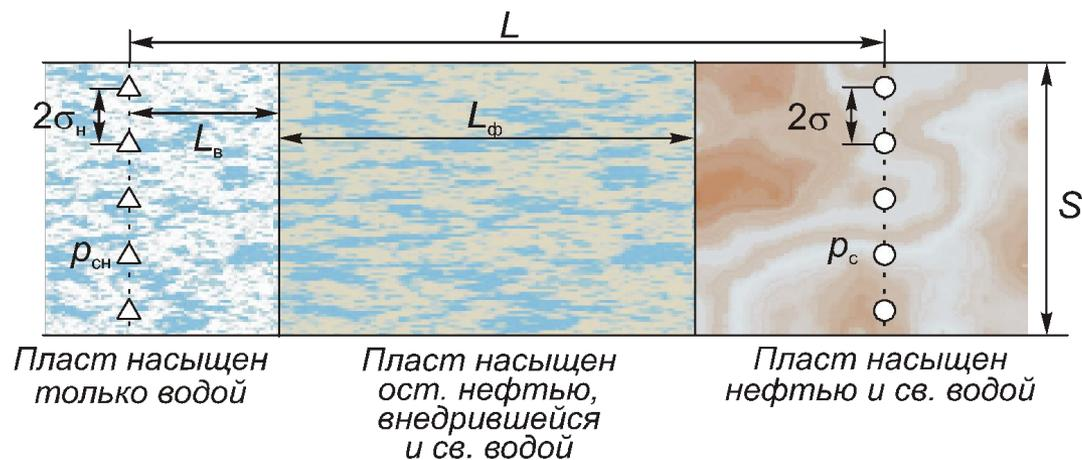 L
2σн
Lв
Lф
2σ
S
pсн
pс
Пласт насыщен
только водой
Пласт насыщен
ост. нефтью,
внедрившейся
и св. водой
Пласт насыщен
нефтью и св. водой